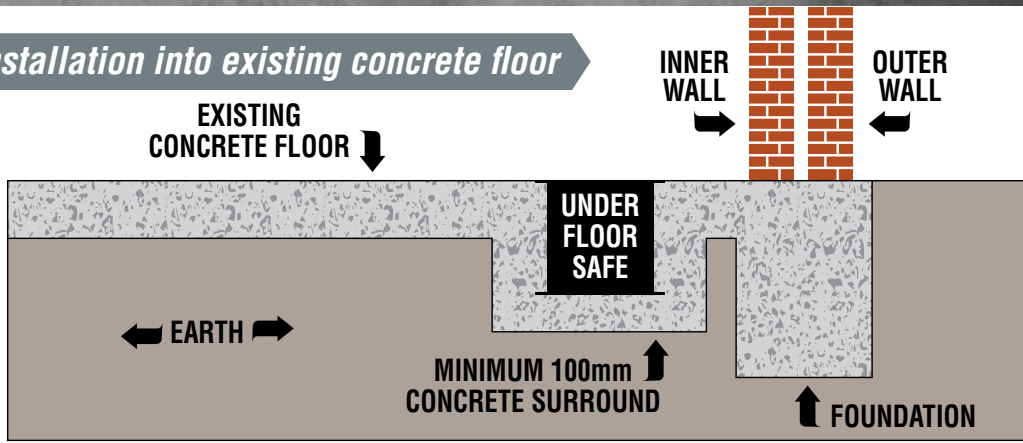 stallation into existing concrete floor
INNER
WALL
OUTER
WALL
EXISTING
CONCRETE FLOOR
UNDER
FLOOR
SAFE
EARTH
MINIMUM 100mm
CONCRETE SURROUND
FOUNDATION